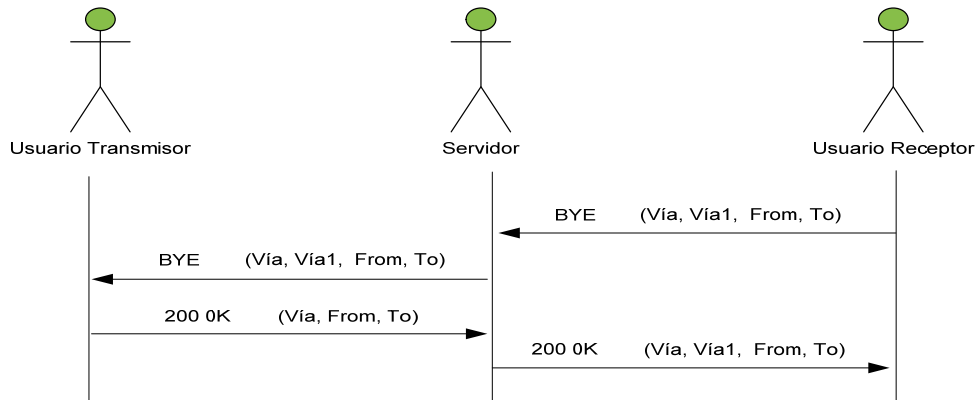 Usuario Transmisor
Servidor
Usuario Receptor
BYE (Vía, Vía1, From, To)
BYE (Vía, Vía1, From, To)
200 0K (Vía, From, To)
200 0K (Vía, Vía1, From, To)